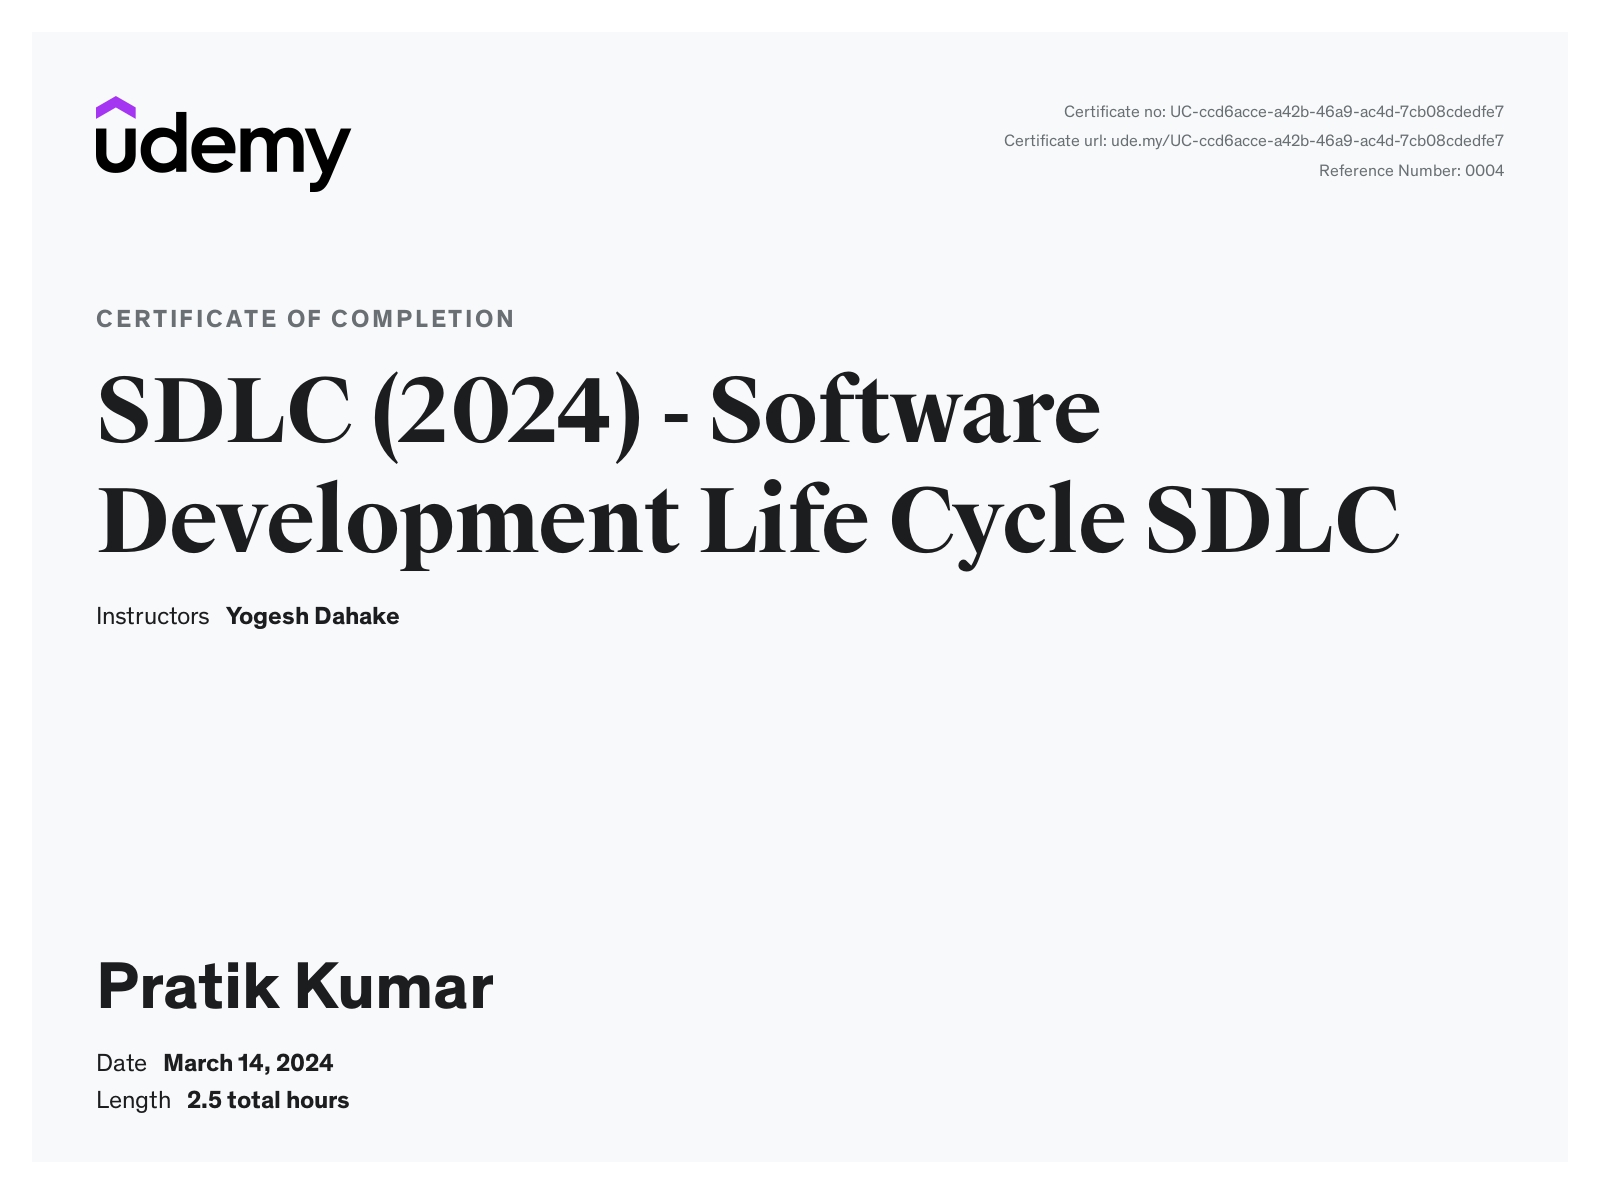 udemy
Certificate no: UC-ccd6acce-a42b-46a9-ac4d-7cb08cdedfe7
Certificate url: ude.my/UC-ccd6acce-a42b-46a9-ac4d-7cb08cdedfe7
Reference Number: 0004
CERTIFICATE OF COMPLETION
SDLC (2024) - Software
Development Life Cycle SDLC
Instructors Yogesh Dahake
Pratik Kumar
Date March 14, 2024
Length 2.5 total hours